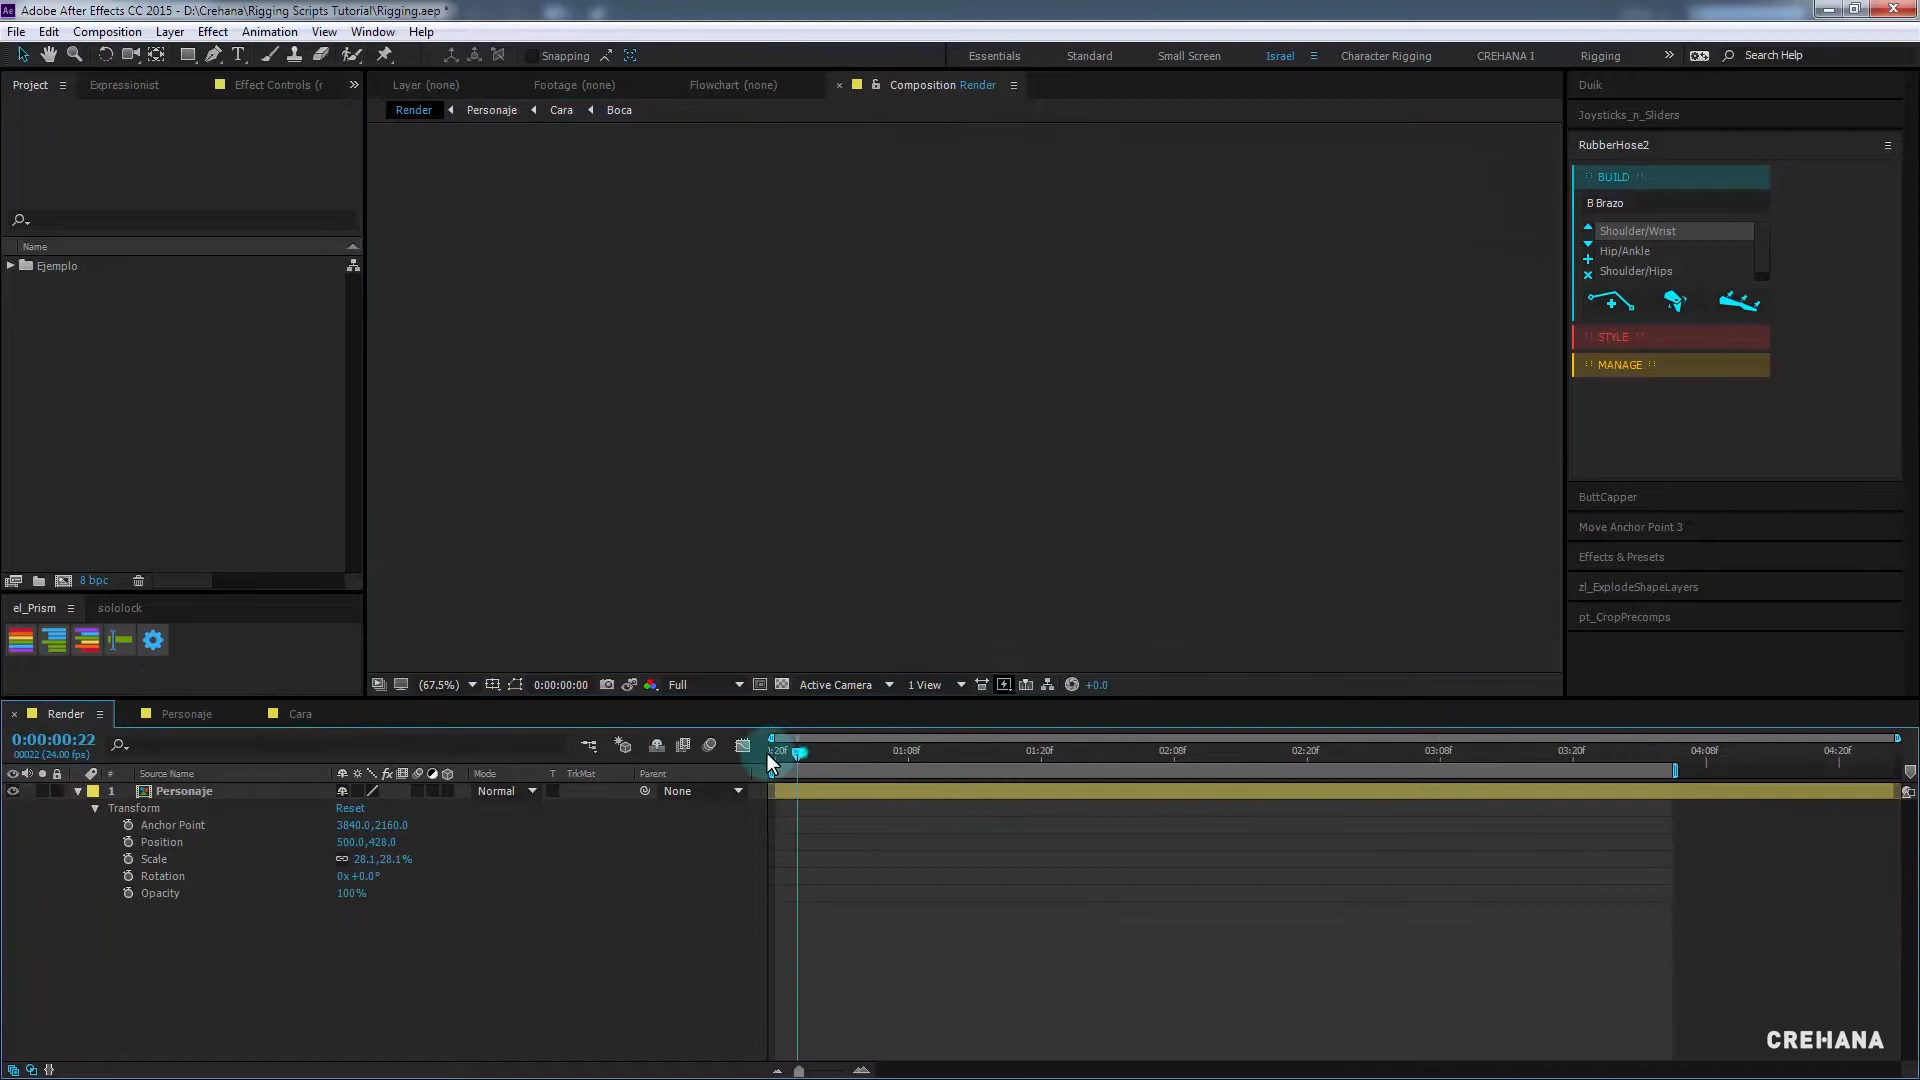 Adobe After Effects CC 2015 - D:\Crehana\Rigging Scripts Tutorial\Rigging.aep *
File Edit Composition Layer Effect Animation View Window Help
Snapping
Essentials Standard Small Screen Israel Character Rigging CREHANA I Rigging Search Help
Project Expressionist Effect Controls (r
Layer (none) Footage (none) Flowchart (none) Composition Render
Duik
Render Personaje Cara Boca
Joysticks_n_Sliders
RubberHose2
BUILD
B Brazo
Shoulder/Wrist
Hip/Ankle
Shoulder/Hips
STYLE
MANAGE
Name
Ejemplo
ButtCapper
Move Anchor Point 3
Effects & Presets
zl_ExplodeShapeLayers
pt_CropPrecomps
8 bpc
el_Prism sololock
(67.5%) 0:00:00:00 Full Active Camera 1 View +0.0
Render Personaje Cara
0:00:00:22
00022 (24.00 fps)
:20f 01:08f 01:20f 02:08f 02:20f 03:08f 03:20f 04:08f 04:20f
# Source Name fx Mode T TrkMat Parent
1 Personaje Normal None
Transform Reset
Anchor Point 3840.0,2160.0
Position 500.0,428.0
Scale 28.1,28.1%
Rotation 0x+0.0°
Opacity 100%
CREHANA